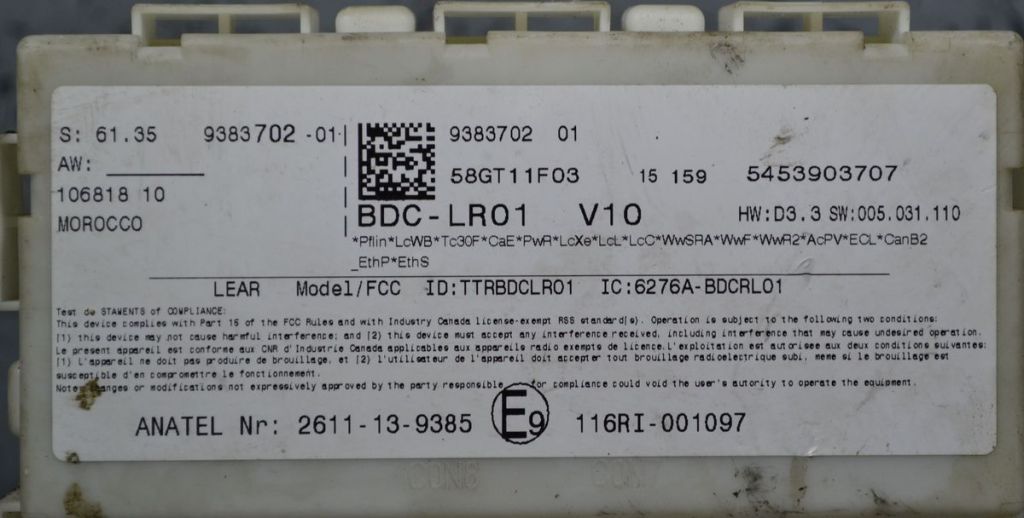 S: 61.35 9383702 -01
AW:
106818 10
MOROCCO
9383702 01
58GT11F03 15 159 5453903707
BDC-LR01 V10 HW:D3.3 SW:005.031.110
*Pflin*LcWB*Tc30F*CaE*PwR*LcXe*LcL*LcC*WwSRA*WwF*WwR2*AcPV*ECL*CanB2
_EthP*EthS
LEAR Model/FCC ID:TTRBDCLR01 IC:6276A-BDCRL01
Test de STAMENTS of COMPLIANCE:
This device complies with Part 15 of the FCC Rules and with Industry Canada license-exempt RSS standard(s). Operation is subject to the following two conditions:
(1) this device may not cause harmful interference; and (2) this device must accept any interference received, including interference that may cause undesired operation.
Le present appareil est conforme aux CNR d'Industrie Canada applicables aux appareils radio exempts de licence.L'exploitation est autorisee aux deux conditions suivantes:
(1) l'appareil ne doit pas produire de brouillage, et (2) l'utilisateur de l'appareil doit accepter tout brouillage radioelectrique subi, meme si le brouillage est
susceptible d'en compromettre le fonctionnement.
or modifications not expressively approved by the party responsible for compliance could void the user's autority to operate the equipment.
ANATEL Nr: 2611-13-9385 E9 116RI-001097